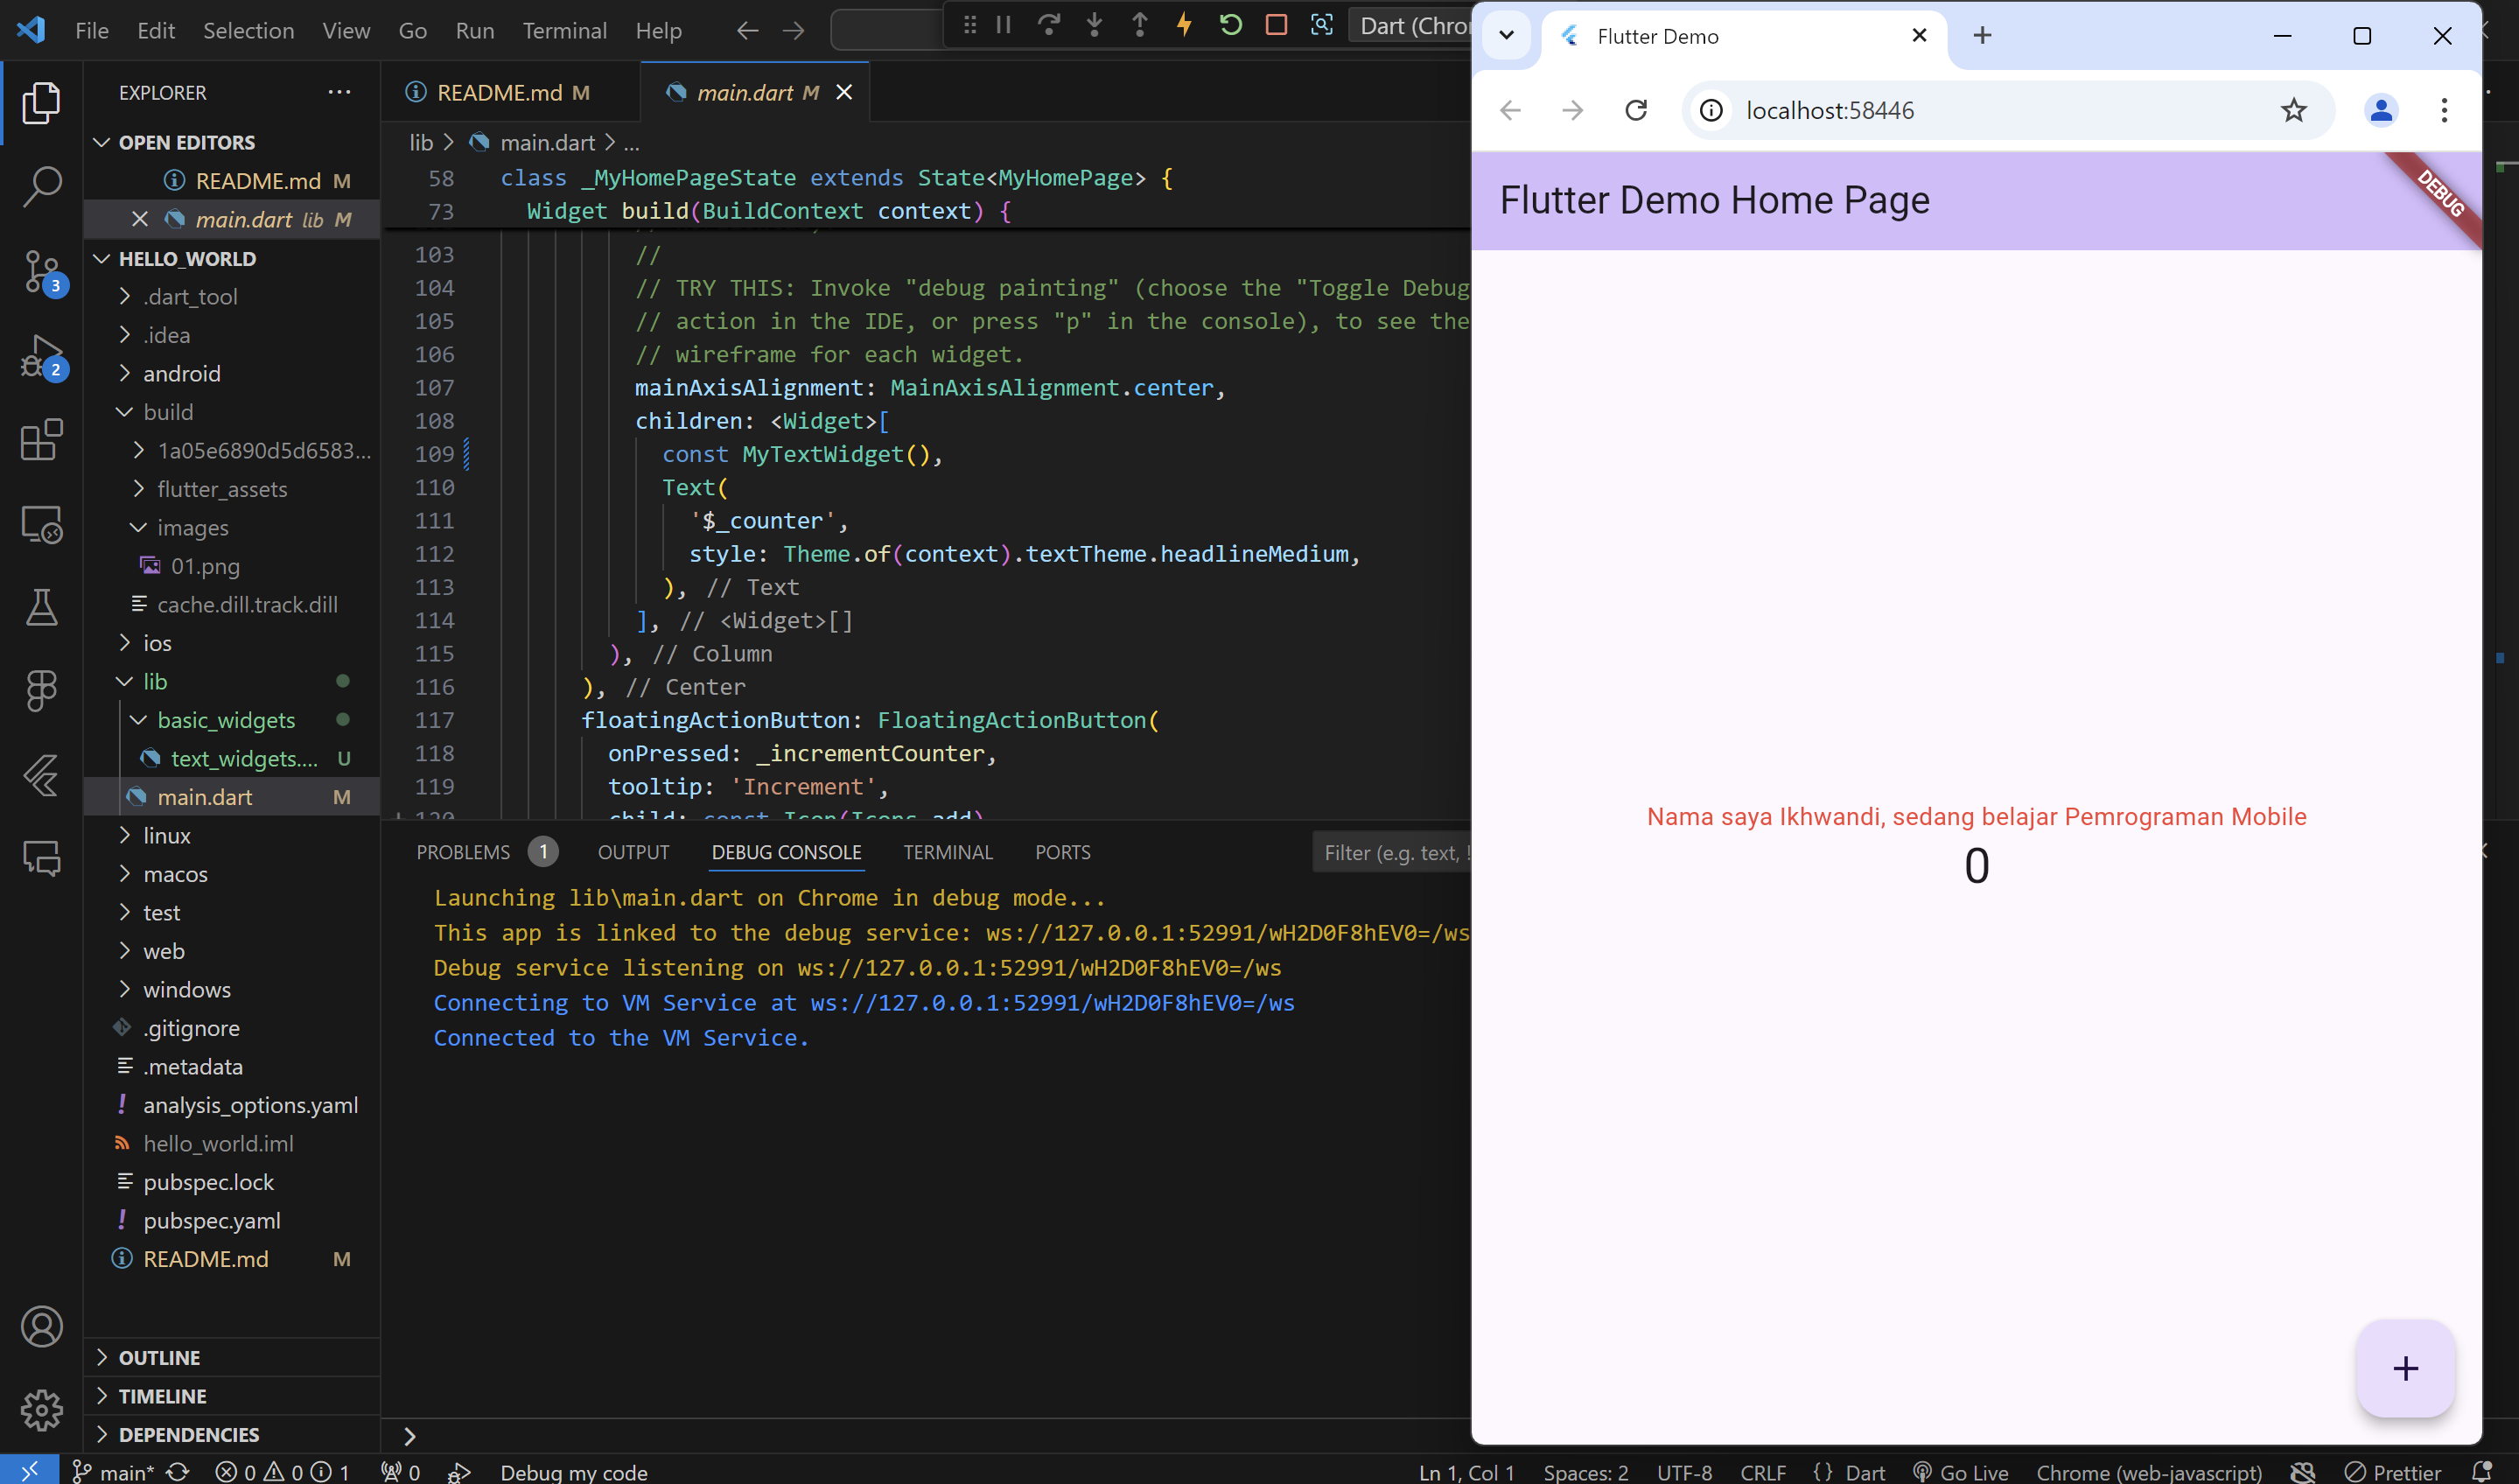 File Edit Selection View Go Run Terminal Help
Dart (Chro
EXPLORER
OPEN EDITORS
README.md M
main.dart lib M
HELLO_WORLD
.dart_tool
.idea
android
build
1a05e6890d5d6583...
flutter_assets
images
01.png
cache.dill.track.dill
ios
lib
basic_widgets
text_widgets.... U
main.dart M
linux
macos
test
web
windows
.gitignore
.metadata
analysis_options.yaml
hello_world.iml
pubspec.lock
pubspec.yaml
README.md M
OUTLINE
TIMELINE
DEPENDENCIES
3
2
README.md M
main.dart M
lib > main.dart > ...
58 class _MyHomePageState extends State<MyHomePage> {
73 Widget build(BuildContext context) {
103 //
104 // TRY THIS: Invoke "debug painting" (choose the "Toggle Debug
105 // action in the IDE, or press "p" in the console), to see the
106 // wireframe for each widget.
107 mainAxisAlignment: MainAxisAlignment.center,
108 children: <Widget>[
109 const MyTextWidget(),
110 Text(
111 '$_counter',
112 style: Theme.of(context).textTheme.headlineMedium,
113 ), // Text
114 ], // <Widget>[]
115 ), // Column
116 ), // Center
117 floatingActionButton: FloatingActionButton(
118 onPressed: _incrementCounter,
119 tooltip: 'Increment',
120 child: const Icon(Icons.add)
PROBLEMS 1 OUTPUT DEBUG CONSOLE TERMINAL PORTS
Filter (e.g. text, !
Launching lib\main.dart on Chrome in debug mode...
This app is linked to the debug service: ws://127.0.0.1:52991/wH2D0F8hEV0=/ws
Debug service listening on ws://127.0.0.1:52991/wH2D0F8hEV0=/ws
Connecting to VM Service at ws://127.0.0.1:52991/wH2D0F8hEV0=/ws
Connected to the VM Service.
Flutter Demo
localhost:58446
Flutter Demo Home Page
DEBUG
Nama saya Ikhwandi, sedang belajar Pemrograman Mobile
0
main* 0 0 1 0 Debug my code Ln 1, Col 1 Spaces: 2 UTF-8 CRLF {} Dart Go Live Chrome (web-javascript) Prettier